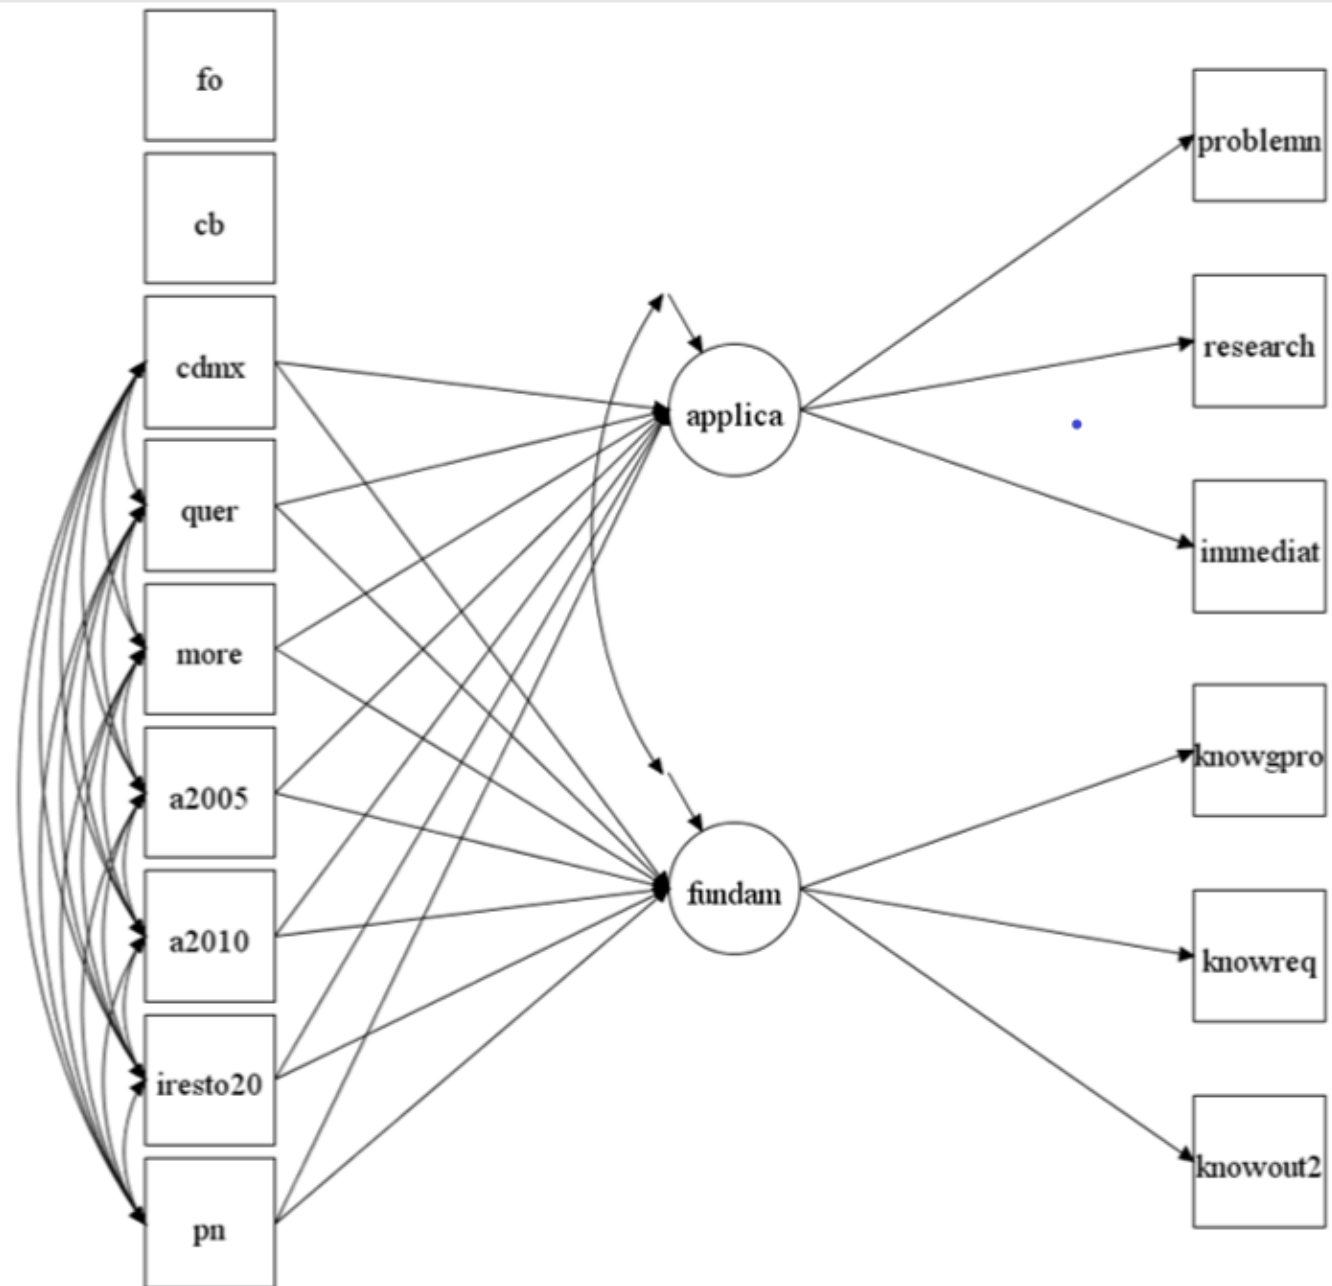 fo
cb
cdmx
quer
more
a2005
a2010
iresto20
pn
applica
fundam
problemn
research
immediat
knowgpro
knowreq
knowout2